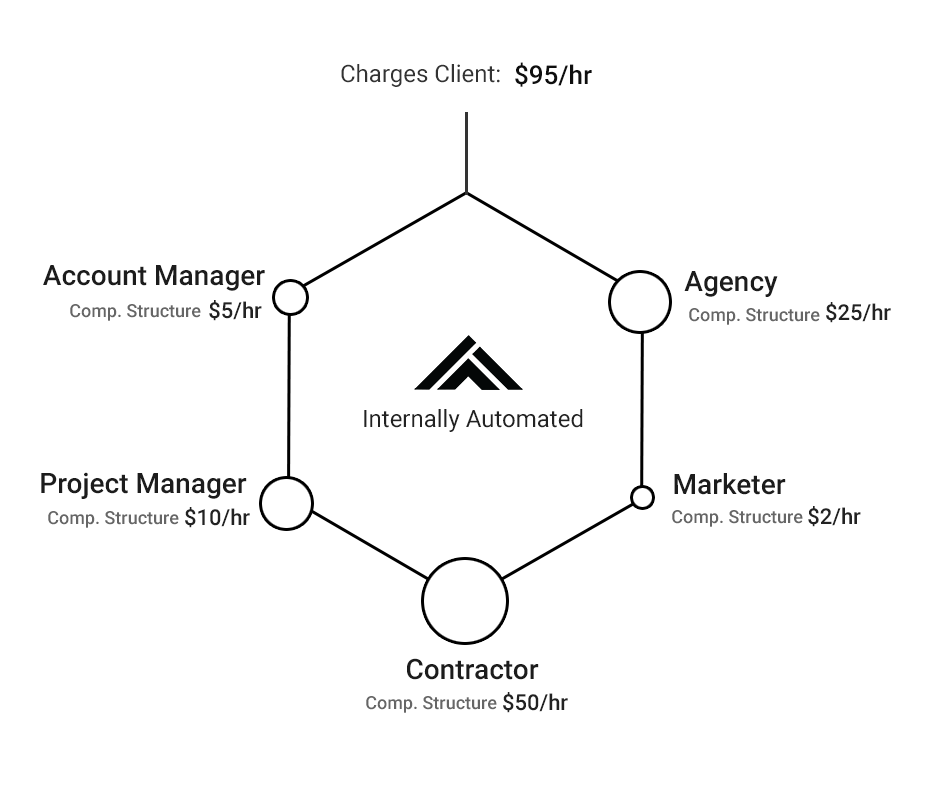 Charges Client: $95/hr
Account Manager
Comp. Structure $5/hr
Agency
Comp. Structure $25/hr
Internally Automated
Project Manager
Comp. Structure $10/hr
Marketer
Comp. Structure $2/hr
Contractor
Comp. Structure $50/hr